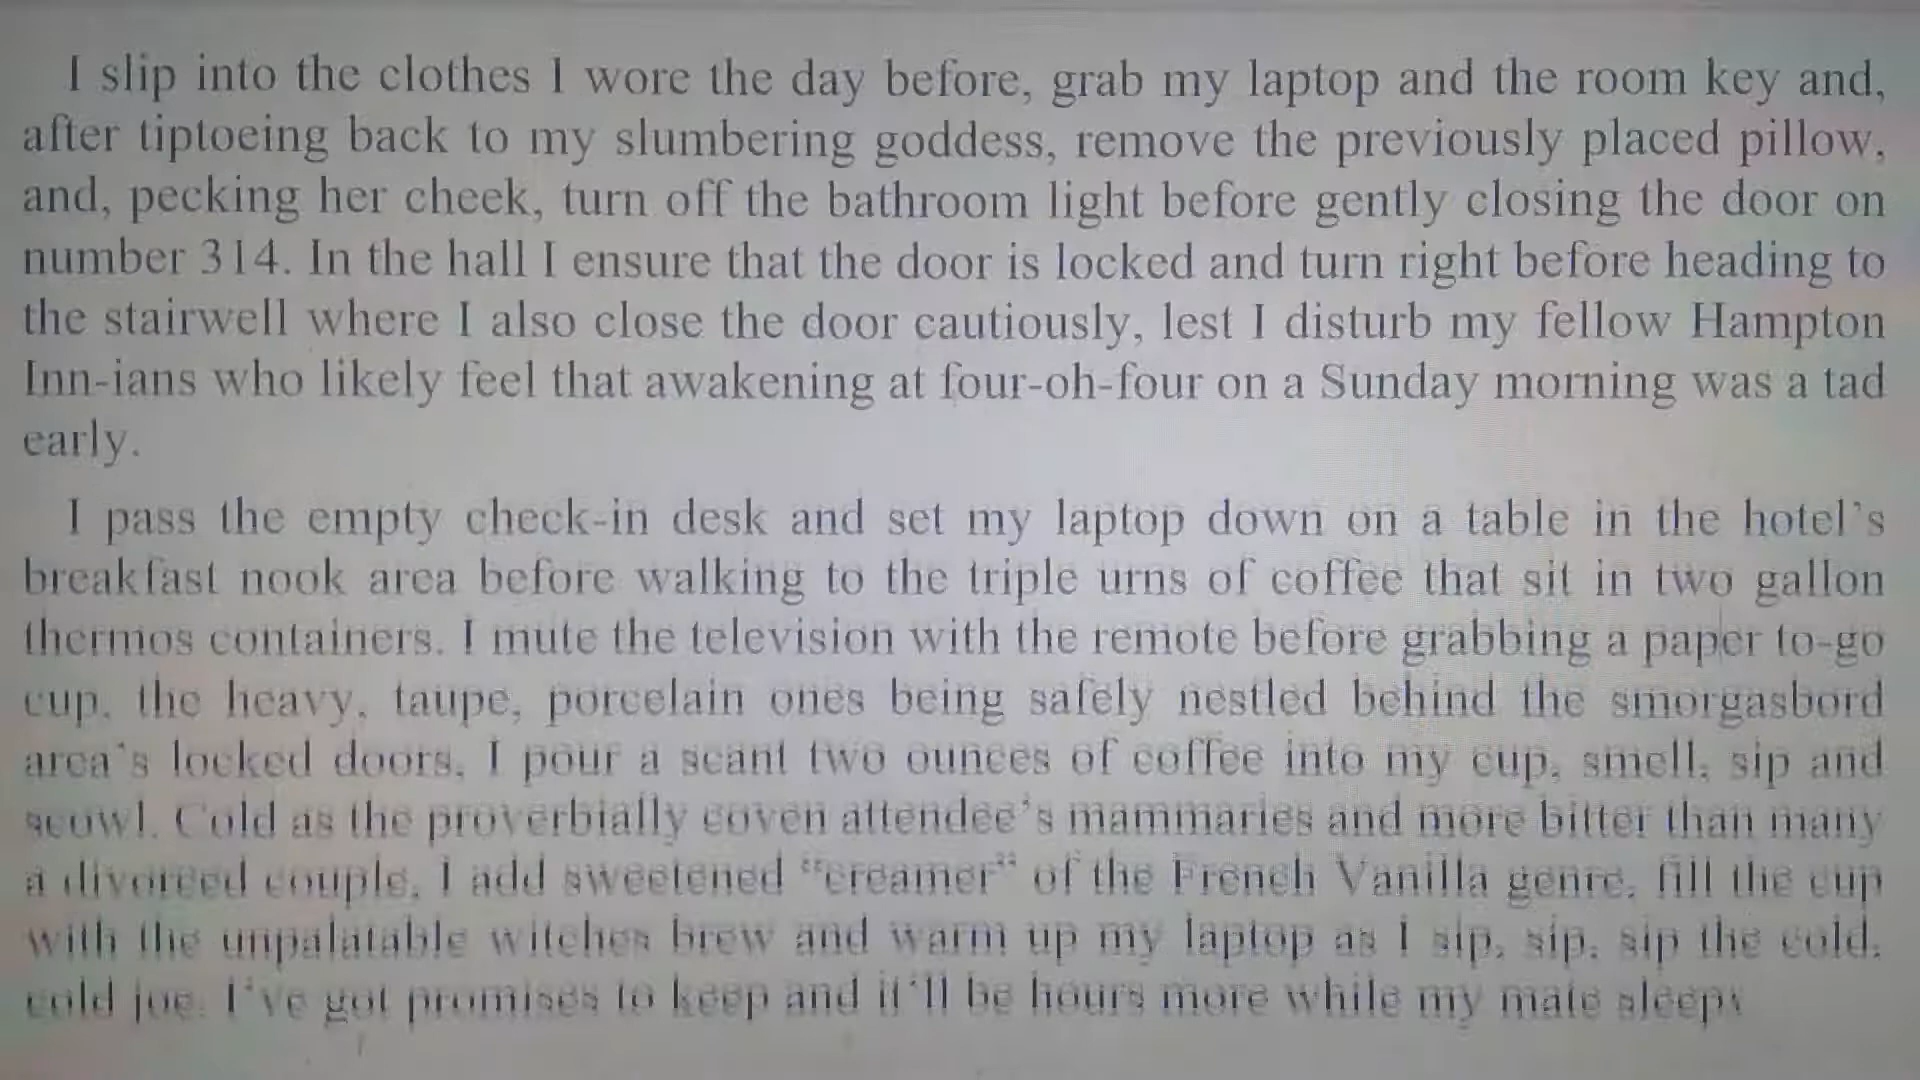 I slip into the clothes I wore the day before, grab my laptop and the room key and,
after tiptoeing back to my slumbering goddess, remove the previously placed pillow,
and, pecking her cheek, turn off the bathroom light before gently closing the door on
number 314. In the hall I ensure that the door is locked and turn right before heading to
the stairwell where I also close the door cautiously, lest I disturb my fellow Hampton
Inn-ians who likely feel that awakening at four-oh-four on a Sunday morning was a tad
early.
I pass the empty check-in desk and set my laptop down on a table in the hotel's
breakfast nook area before walking to the triple urns of coffee that sit in two gallon
thermos containers. I mute the television with the remote before grabbing a paper to-go
cup, the heavy, taupe, porcelain ones being safely nestled behind the smorgasbord
area's locked doors. I pour a scant two ounces of coffee into my cup, smell, sip and
scowl. Cold as the proverbially coven attendee's mammaries and more bitter than many
a divorced couple, I add sweetened "creamer" of the French Vanilla genre, fill the cup
with the unpalatable witches brew and warm up my laptop as I sip, sip, sip the cold,
cold joe. I've got promises to keep and it'll be hours more while my mate sleeps